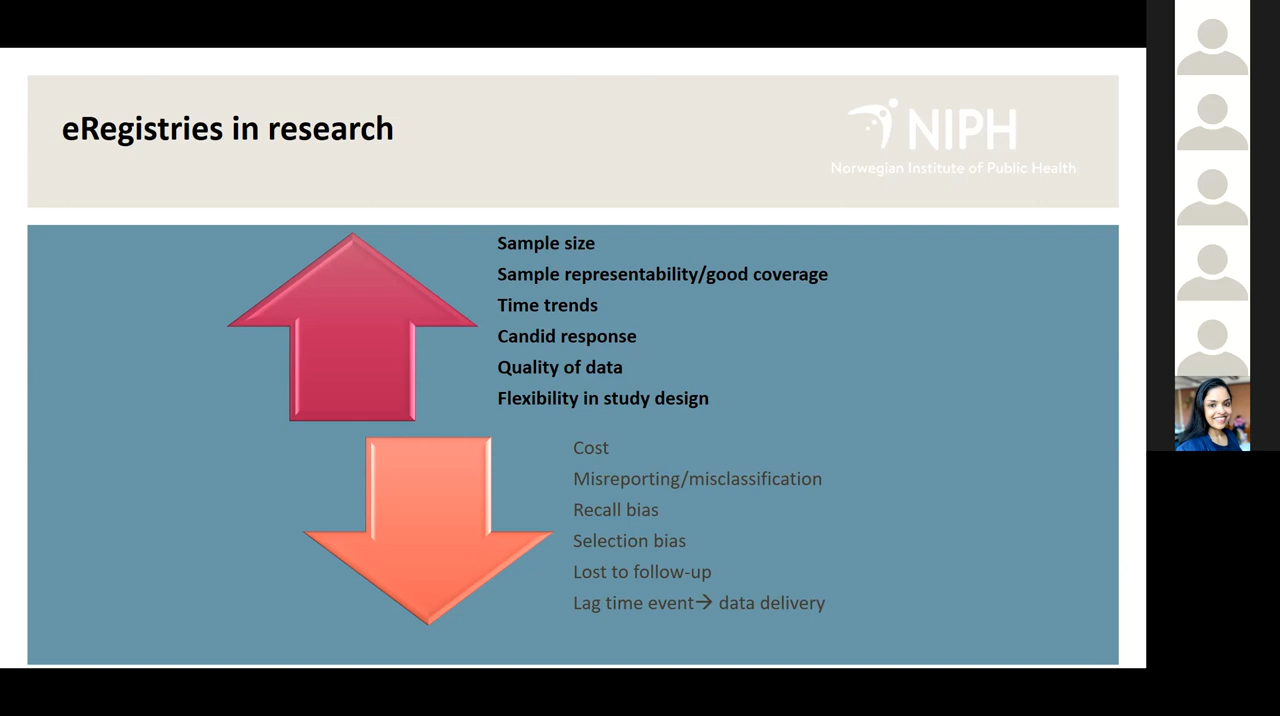 eRegistries in research
NIPH
Norwegian Institute of Public Health
Sample size
Sample representability/good coverage
Time trends
Candid response
Quality of data
Flexibility in study design
Cost
Misreporting/misclassification
Recall bias
Selection bias
Lost to follow-up
Lag time event→ data delivery